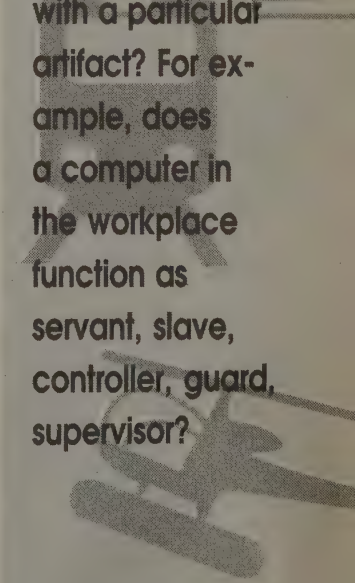 with a particular
artifact? For ex-
ample, does
a computer in
the workplace
function as
servant, slave,
controller, guard,
supervisor?